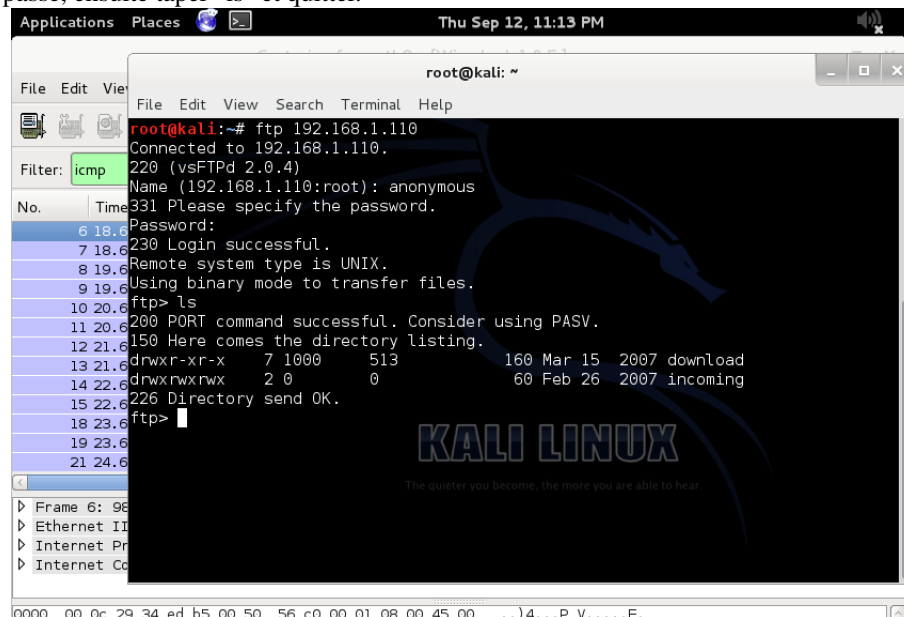 passe, ensuite taper "ls" et quitter.
Applications Places Thu Sep 12, 11:13 PM
root@kali: ~
File Edit Vie
File Edit View Search Terminal Help
root@kali:~# ftp 192.168.1.110
Connected to 192.168.1.110.
Filter: icmp
220 (vsFTPd 2.0.4)
Name (192.168.1.110:root): anonymous
No. Time
331 Please specify the password.
Password:
230 Login successful.
Remote system type is UNIX.
Using binary mode to transfer files.
ftp> ls
200 PORT command successful. Consider using PASV.
150 Here comes the directory listing.
drwxr-xr-x 7 1000 513 160 Mar 15 2007 download
drwxrwxrwx 2 0 0 60 Feb 26 2007 incoming
226 Directory send OK.
ftp>
6 18.6
7 18.6
8 19.6
9 19.6
10 20.6
11 20.6
12 21.6
13 21.6
14 22.6
15 22.6
18 23.6
19 23.6
21 24.6
KALI LINUX
The quieter you become, the more you are able to hear.
Frame 6: 98
Ethernet II
Internet Pr
Internet Co
0000 00 0c 29 34 ed b5 00 50 56 c0 00 01 08 00 45 00 ..)4...P V.....E.